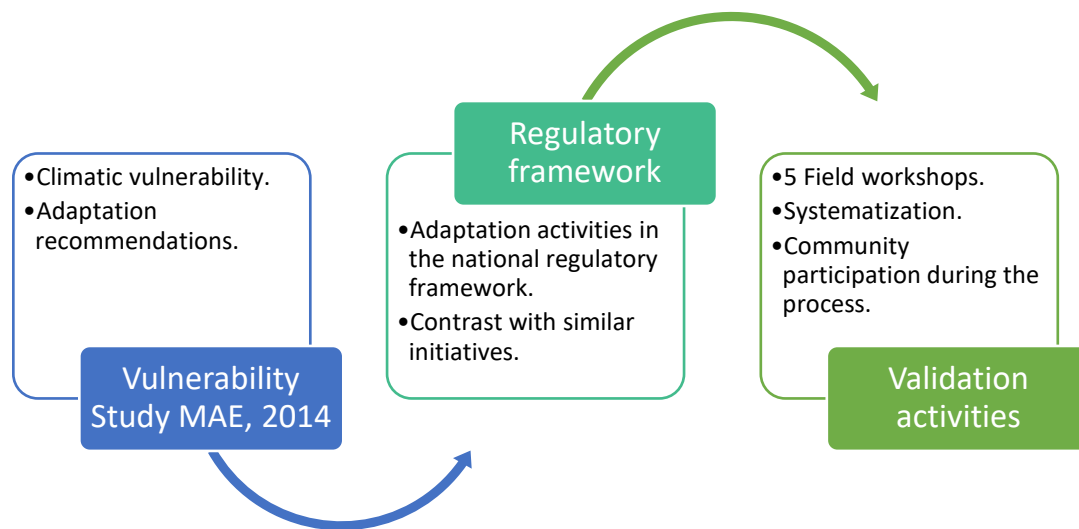 •Climatic vulnerability.
•Adaptation
recommendations.
Vulnerability
Study MAE, 2014
Regulatory
framework
•Adaptation activities in
the national regulatory
framework.
•Contrast with similar
initiatives.
•5 Field workshops.
•Systematization.
•Community
participation during the
process.
Validation
activities